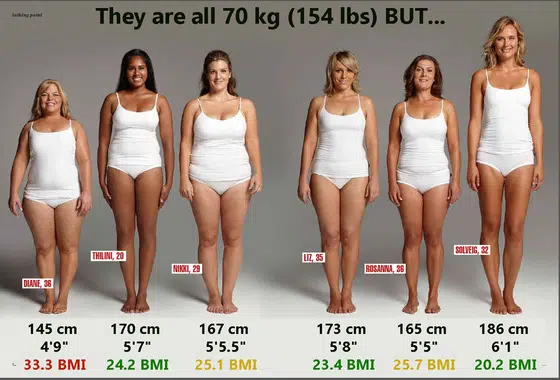 talking point
They are all 70 kg (154 lbs) BUT...
DIANE, 36
THILINI, 20
NIKKI, 29
LIZ, 35
ROSANNA, 36
SOLVEIG, 32
145 cm
4'9"
33.3 BMI
170 cm
5'7"
24.2 BMI
167 cm
5'5.5"
25.1 BMI
173 cm
5'8"
23.4 BMI
165 cm
5'5"
25.7 BMI
186 cm
6'1"
20.2 BMI